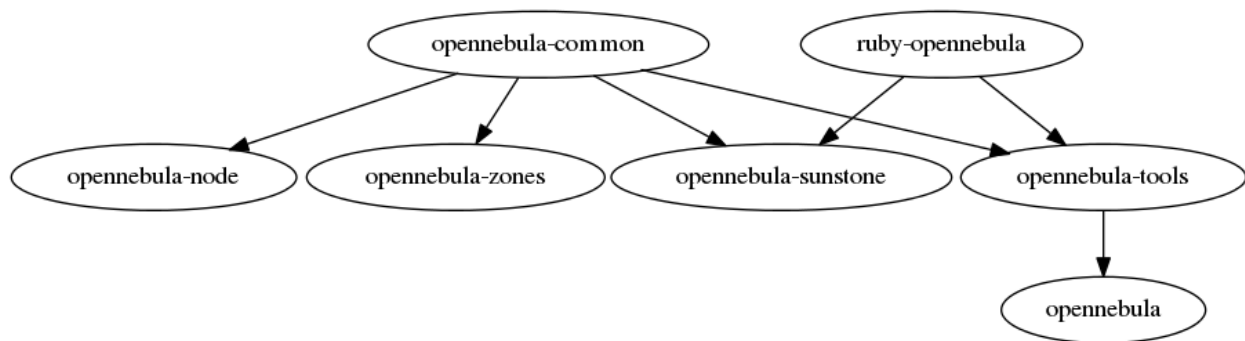 opennebula-common
ruby-opennebula
opennebula-node
opennebula-zones
opennebula-sunstone
opennebula-tools
opennebula